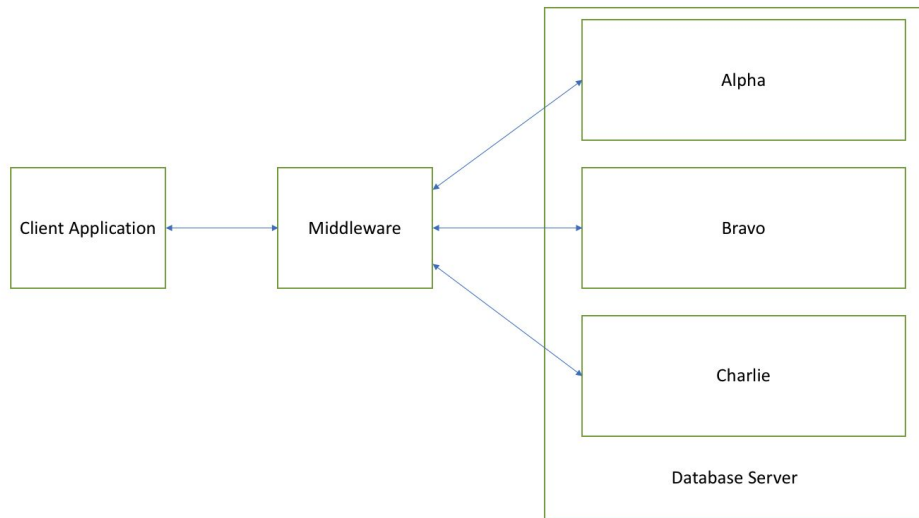 Alpha
Client Application
Middleware
Bravo
Charlie
Database Server